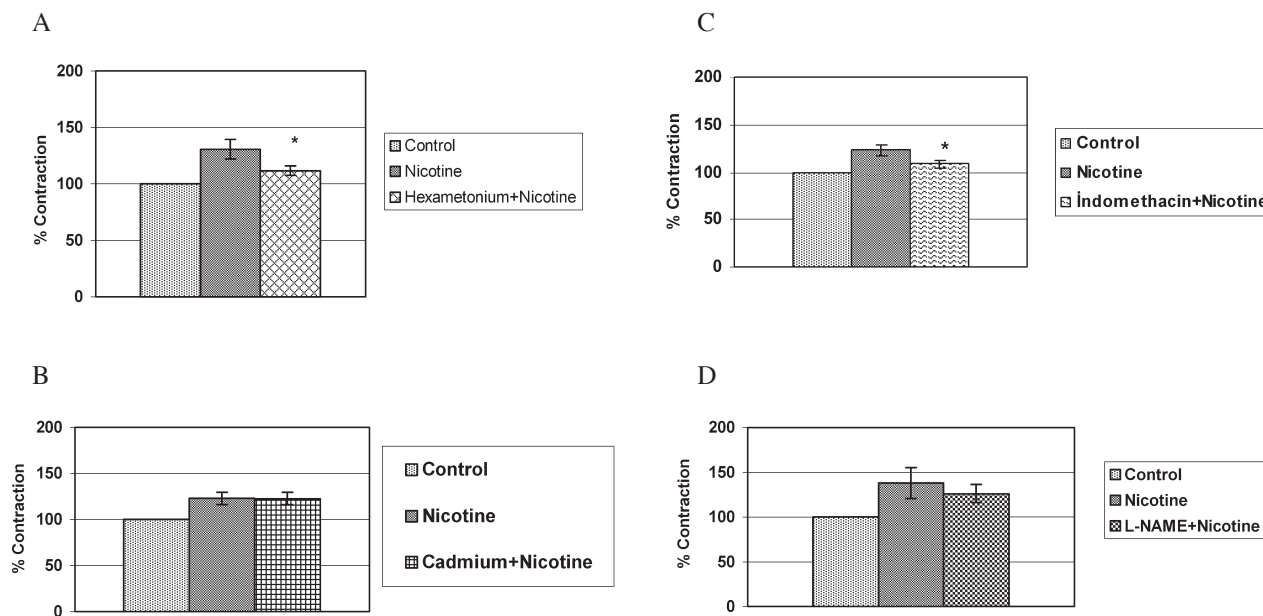 A
200
150
100
50
0
% Contraction
*
Control
Nicotine
Hexametonium+Nicotine
C
200
150
100
50
0
% Contraction
*
Control
Nicotine
İndomethacin+Nicotine
B
200
150
100
50
0
% Contraction
Control
Nicotine
Cadmium+Nicotine
D
200
150
100
50
0
% Contraction
Control
Nicotine
L-NAME+Nicotine